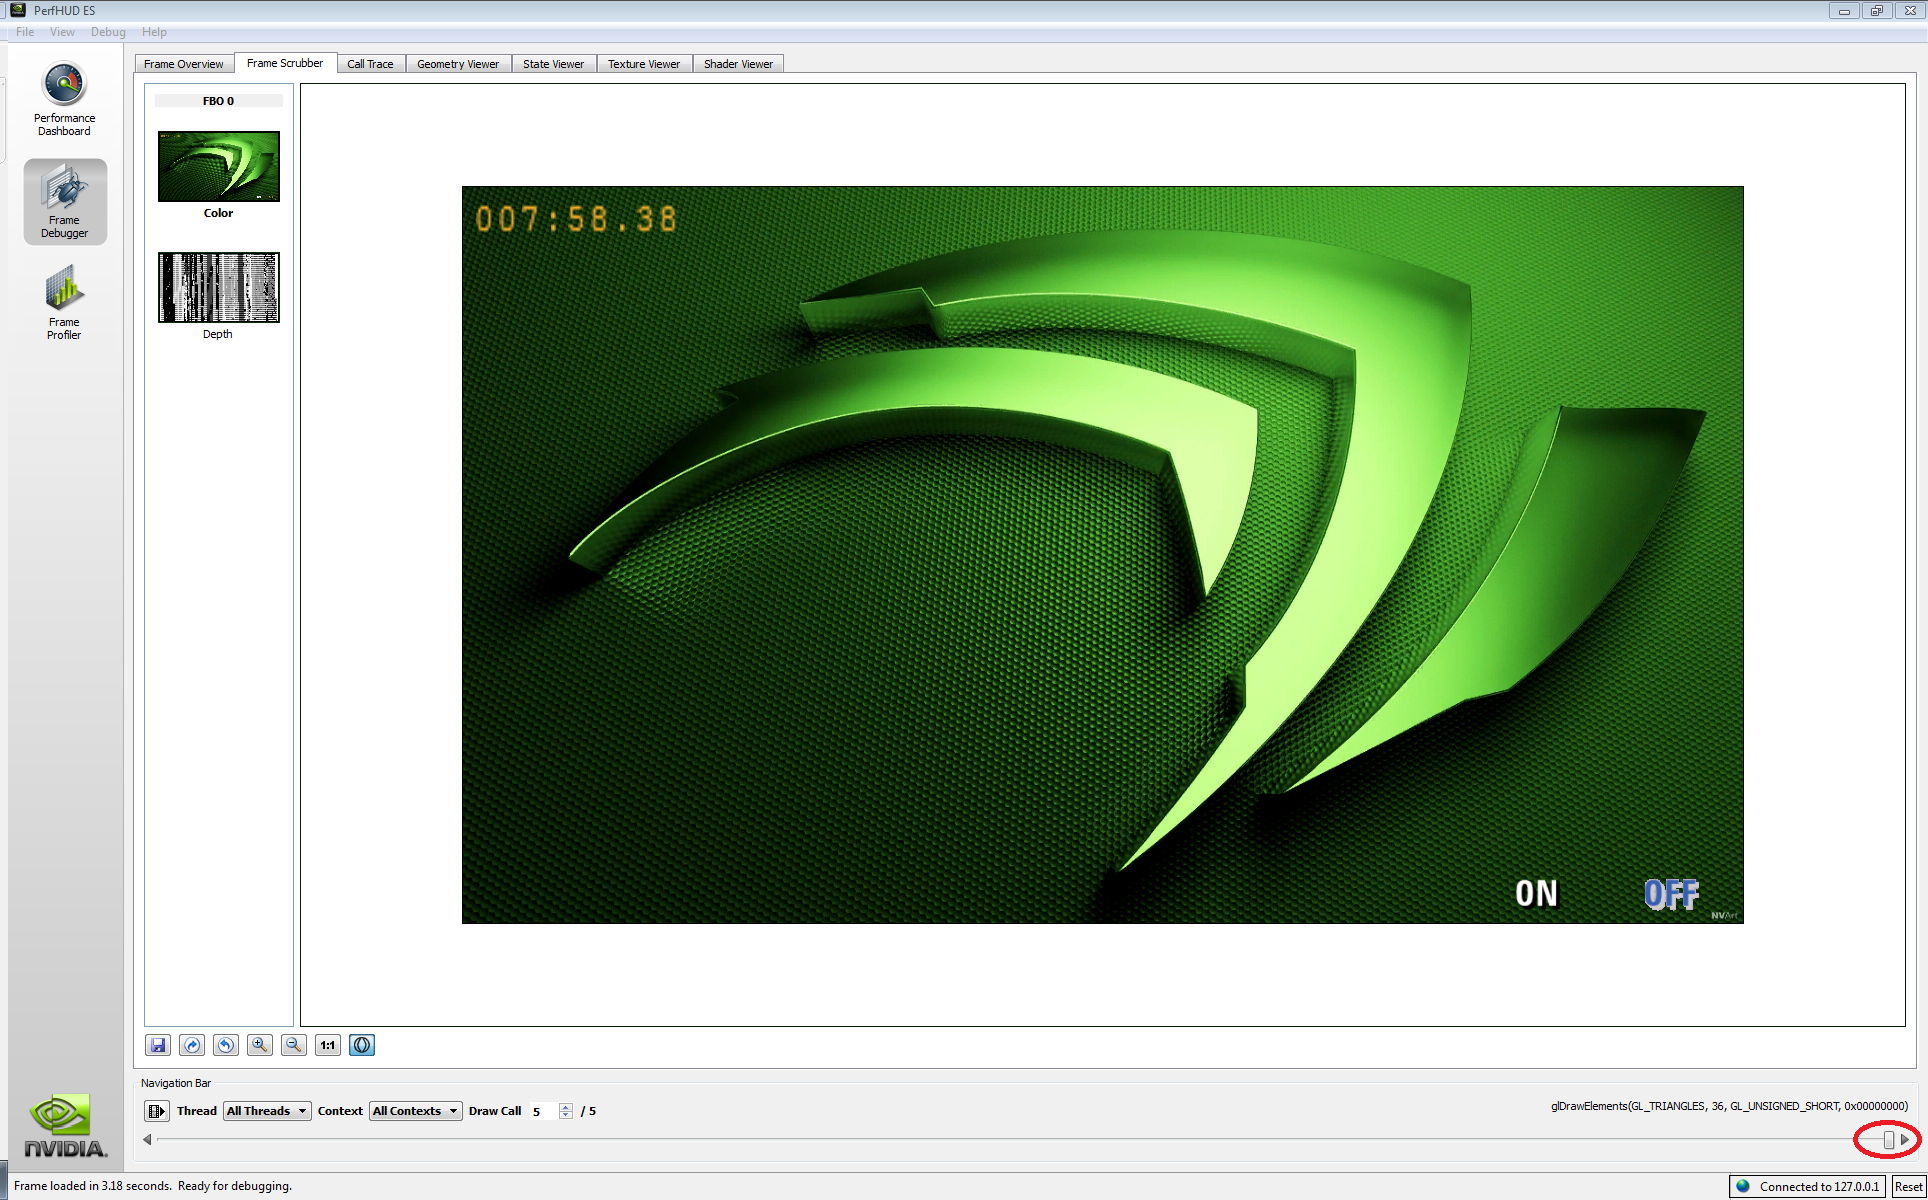 PerfHUD ES
File View Debug Help
Performance
Dashboard
Frame
Debugger
Frame
Profiler
NVIDIA.
Frame Overview Frame Scrubber Call Trace Geometry Viewer State Viewer Texture Viewer Shader Viewer
FBO 0
Color
Depth
007:58.38
ON OFF
NVArt
1:1
Navigation Bar
Thread All Threads Context All Contexts Draw Call 5 / 5
glDrawElements(GL_TRIANGLES, 36, GL_UNSIGNED_SHORT, 0x00000000)
Frame loaded in 3.18 seconds. Ready for debugging.
Connected to 127.0.0.1 Reset